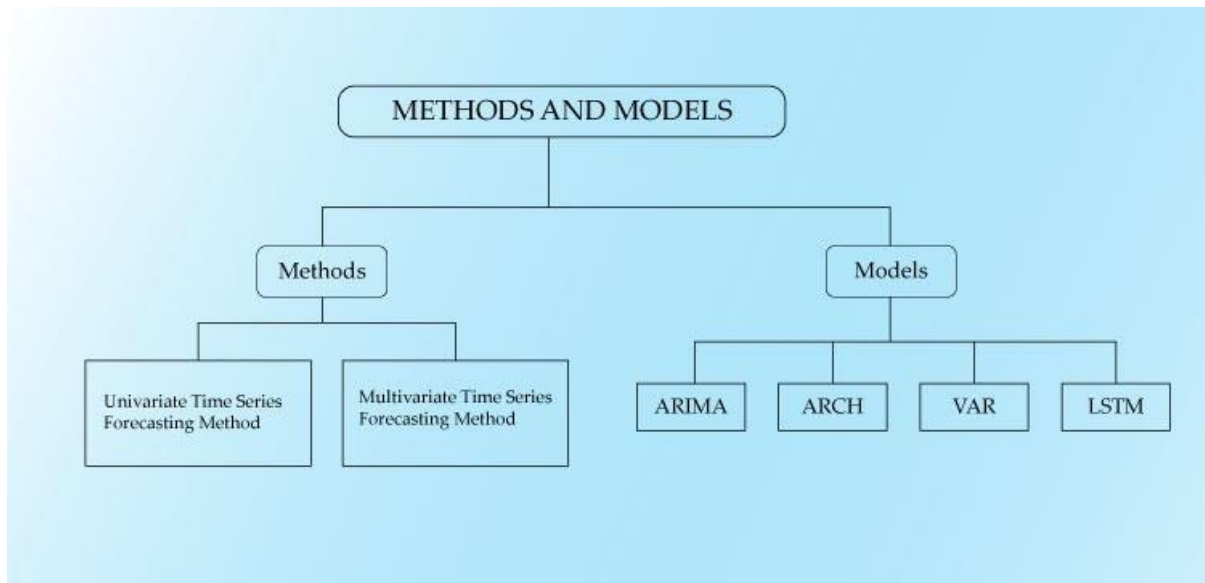 METHODS AND MODELS
Methods
Models
Univariate Time Series
Forecasting Method
Multivariate Time Series
Forecasting Method
ARIMA
ARCH
VAR
LSTM